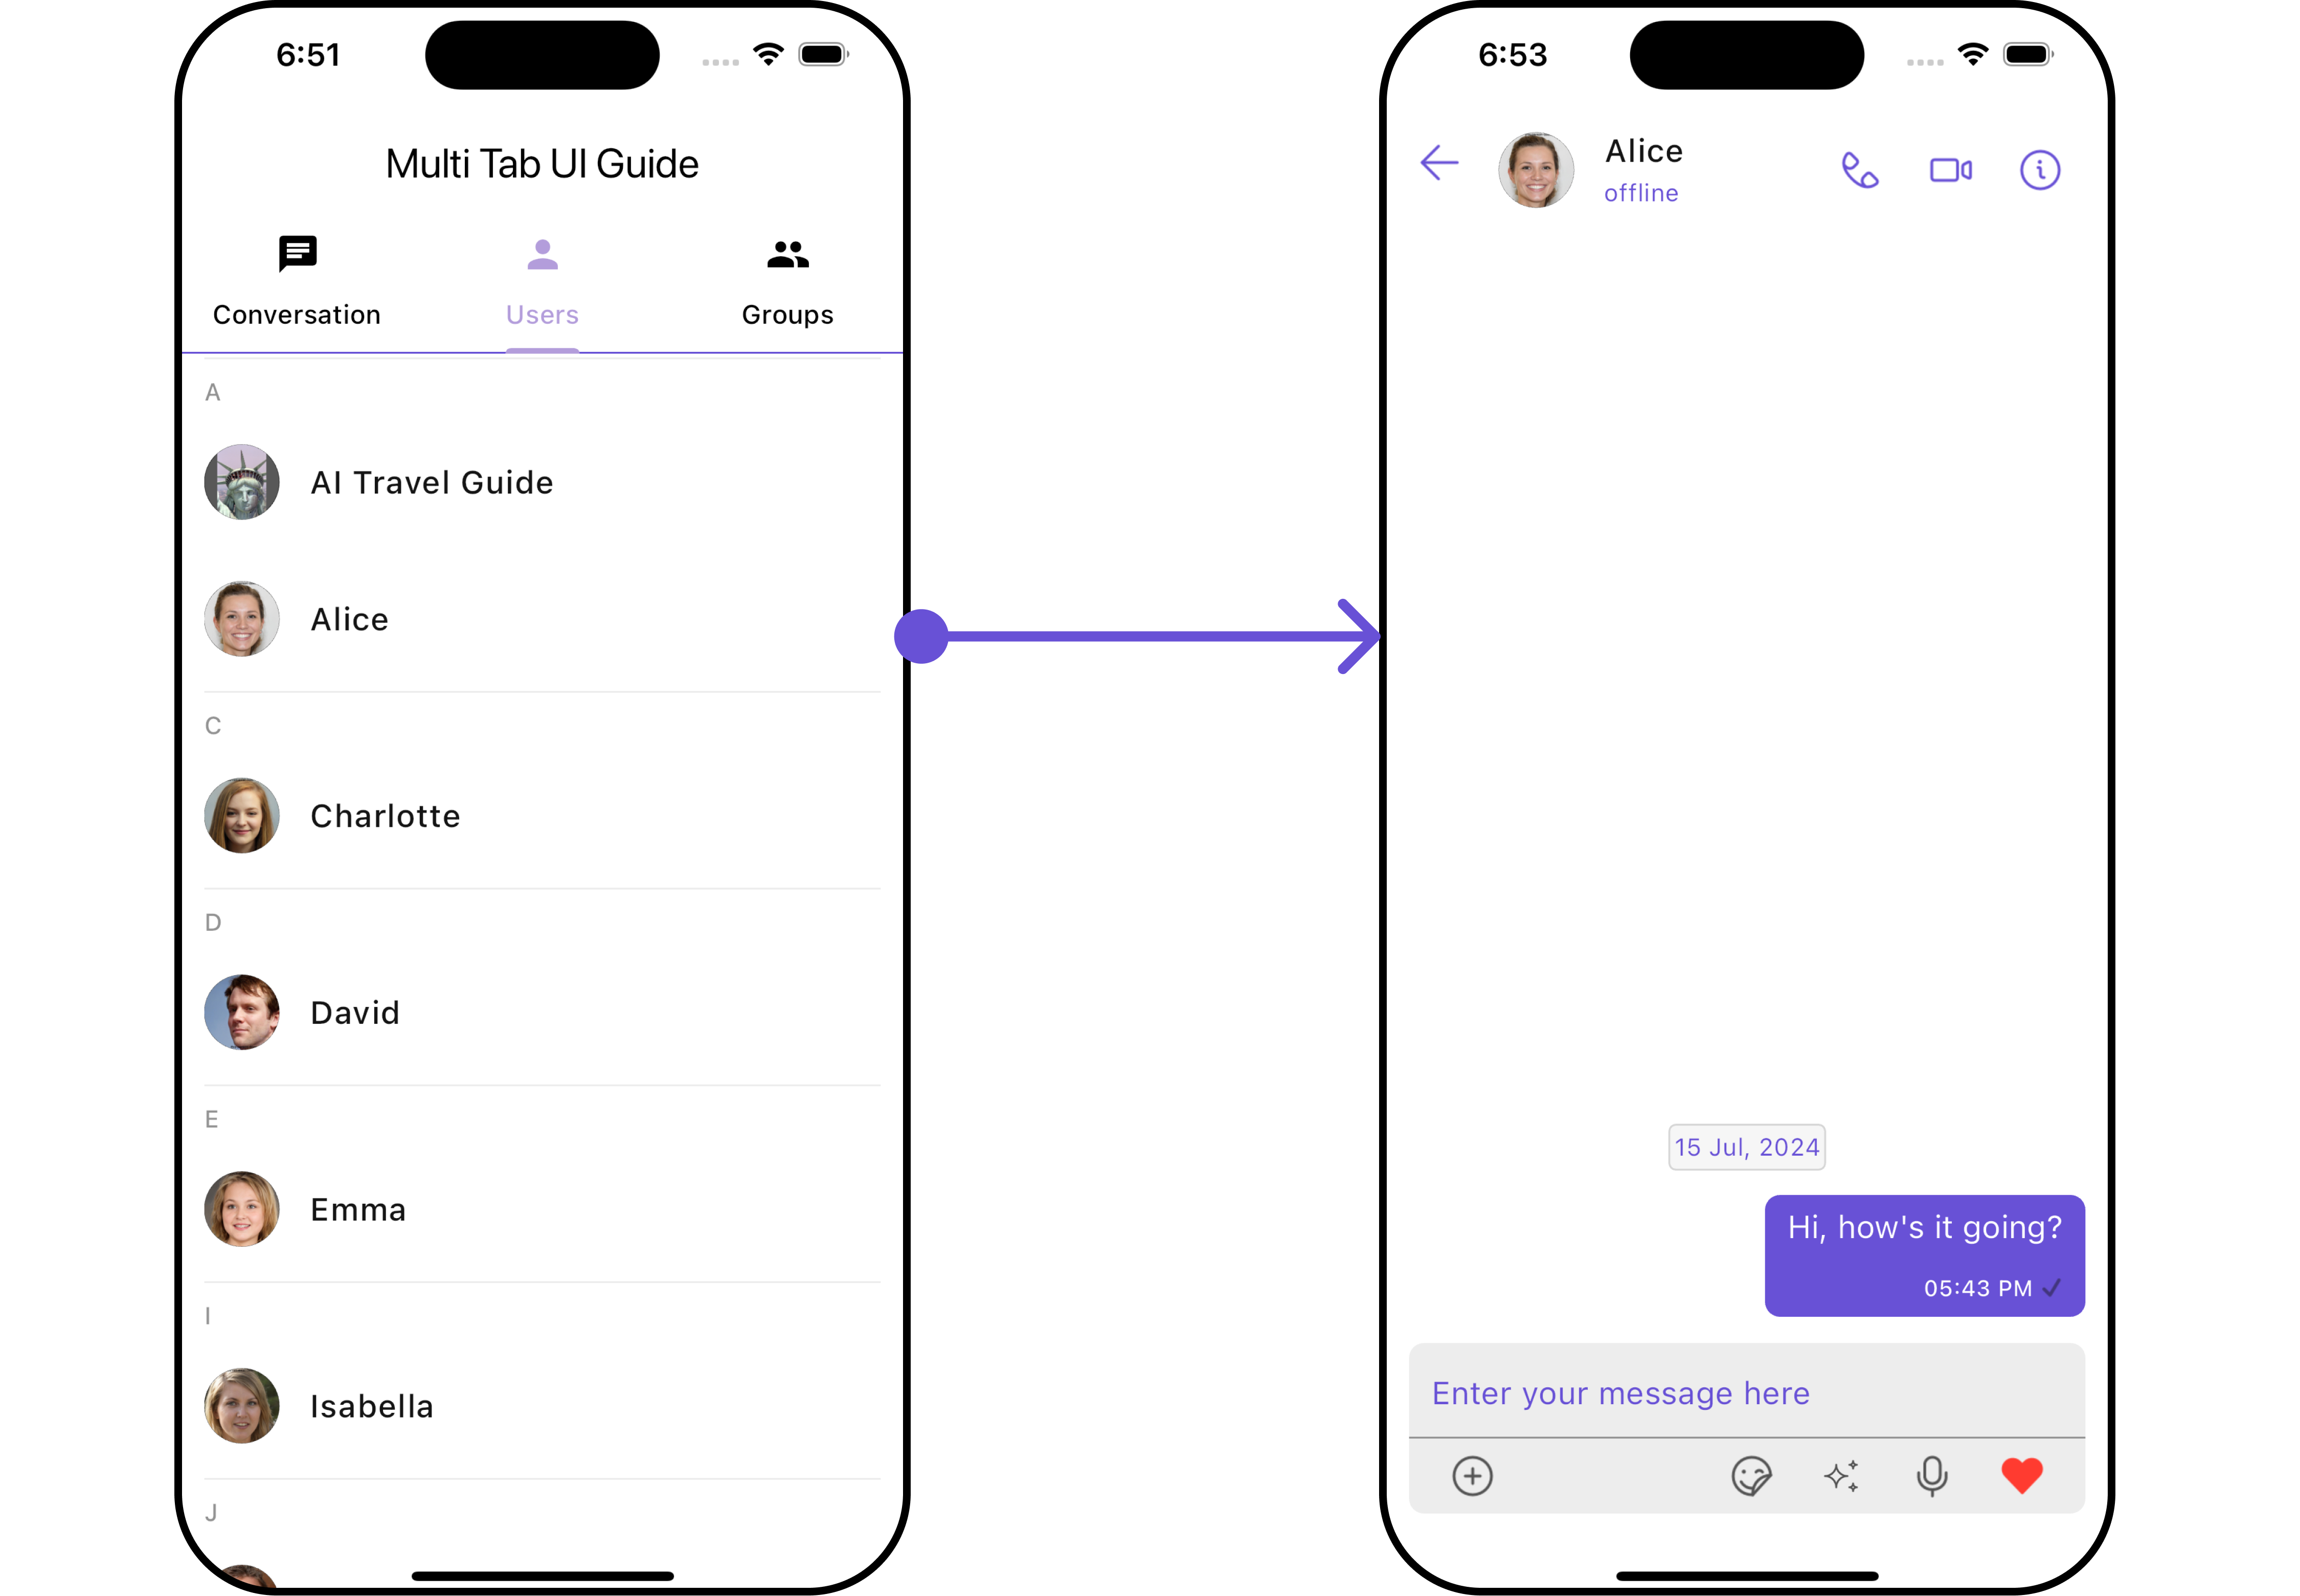 6:51
Multi Tab UI Guide
Conversation
Users
Groups
A
AI Travel Guide
Alice
C
Charlotte
D
David
E
Emma
I
Isabella
J
6:53
Alice
offline
15 Jul, 2024
Hi, how's it going?
05:43 PM
Enter your message here